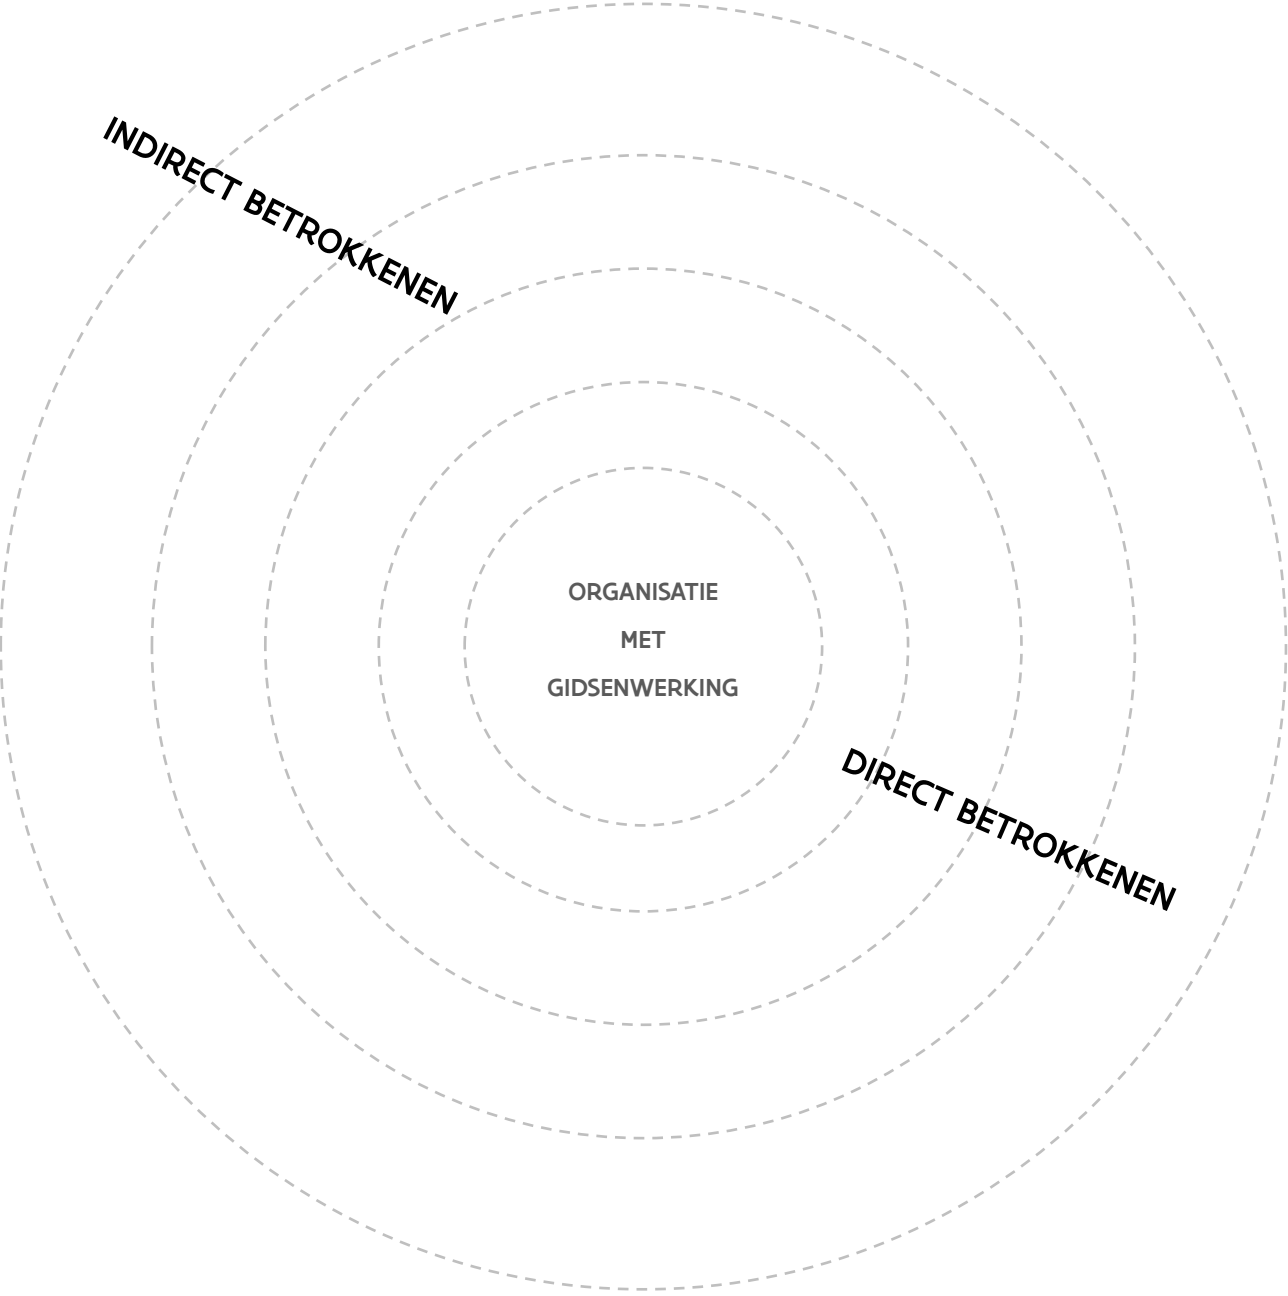 INDIRECT BETROKKENEN
ORGANISATIE
MET
GIDSENWERKING
DIRECT BETROKKENEN